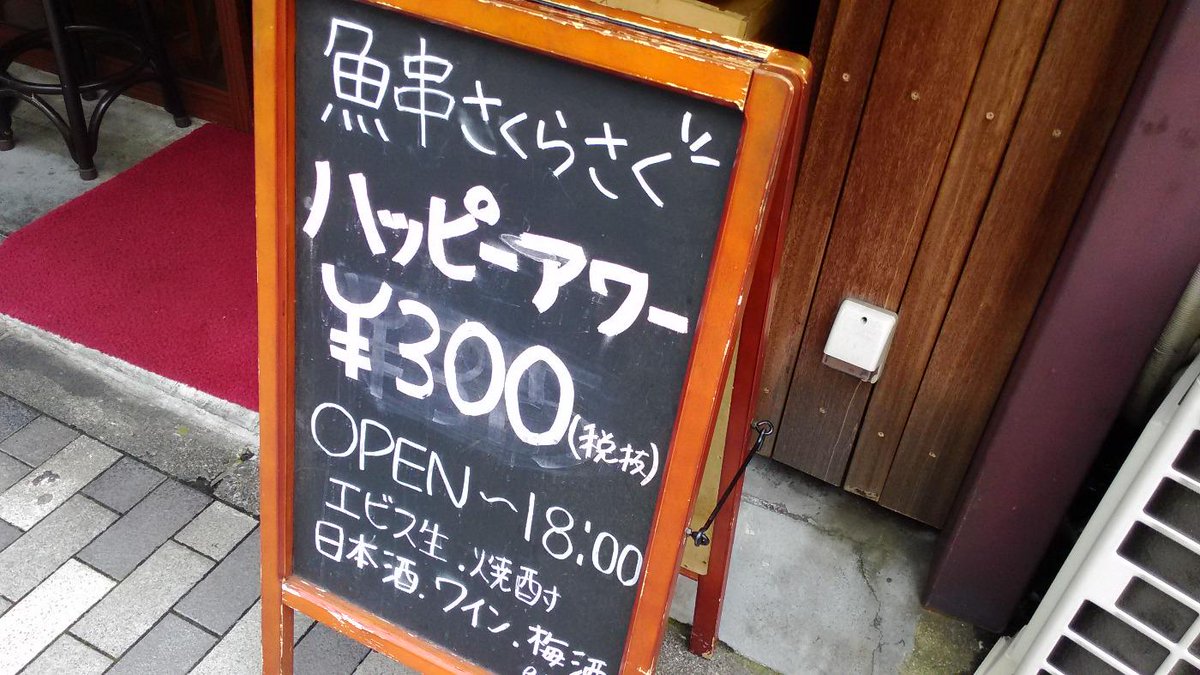 魚串さくらさく
ハッピーアワー
¥300(税抜)
OPEN〜18:00
エビス生.焼酎
日本酒.ワイン.梅酒